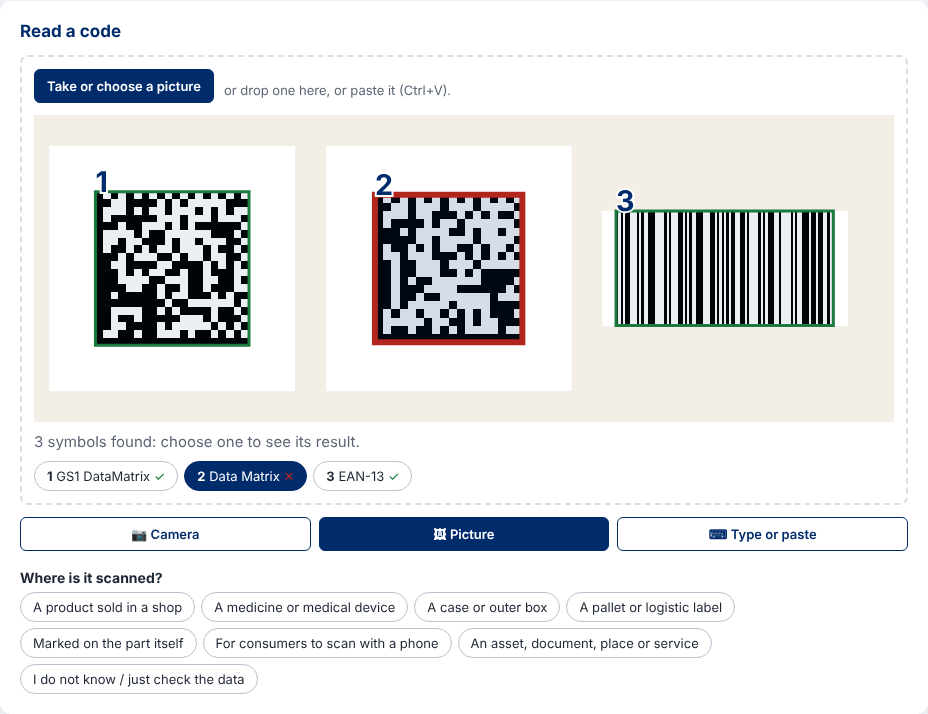 Read a code
Take or choose a picture or drop one here, or paste it (Ctrl+V).
1 2 3
3 symbols found: choose one to see its result.
1 GS1 DataMatrix ✓ 2 Data Matrix × 3 EAN-13 ✓
Camera Picture Type or paste
Where is it scanned?
A product sold in a shop A medicine or medical device A case or outer box A pallet or logistic label
Marked on the part itself For consumers to scan with a phone An asset, document, place or service
I do not know / just check the data